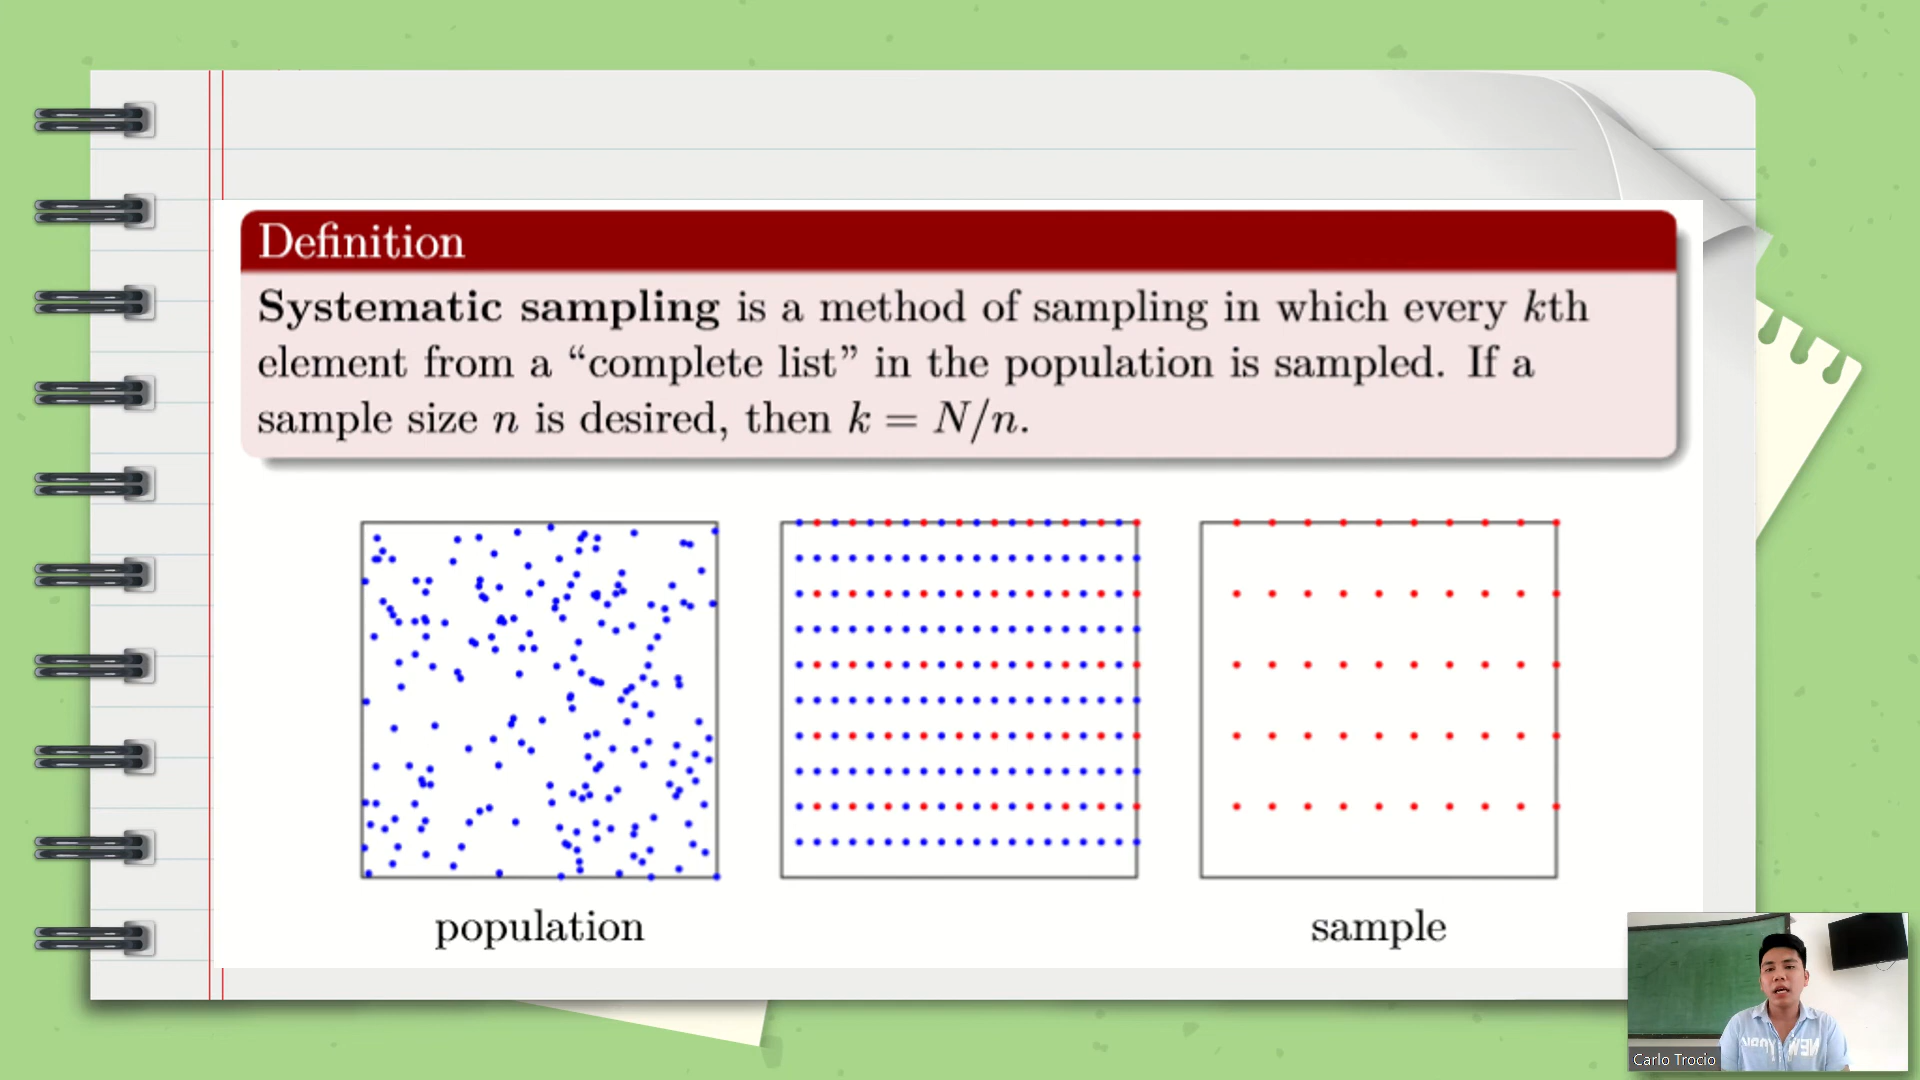 Definition
Systematic sampling is a method of sampling in which every kth
element from a “complete list” in the population is sampled. If a
sample size n is desired, then k = N/n.
population
sample
Carlo Trocio